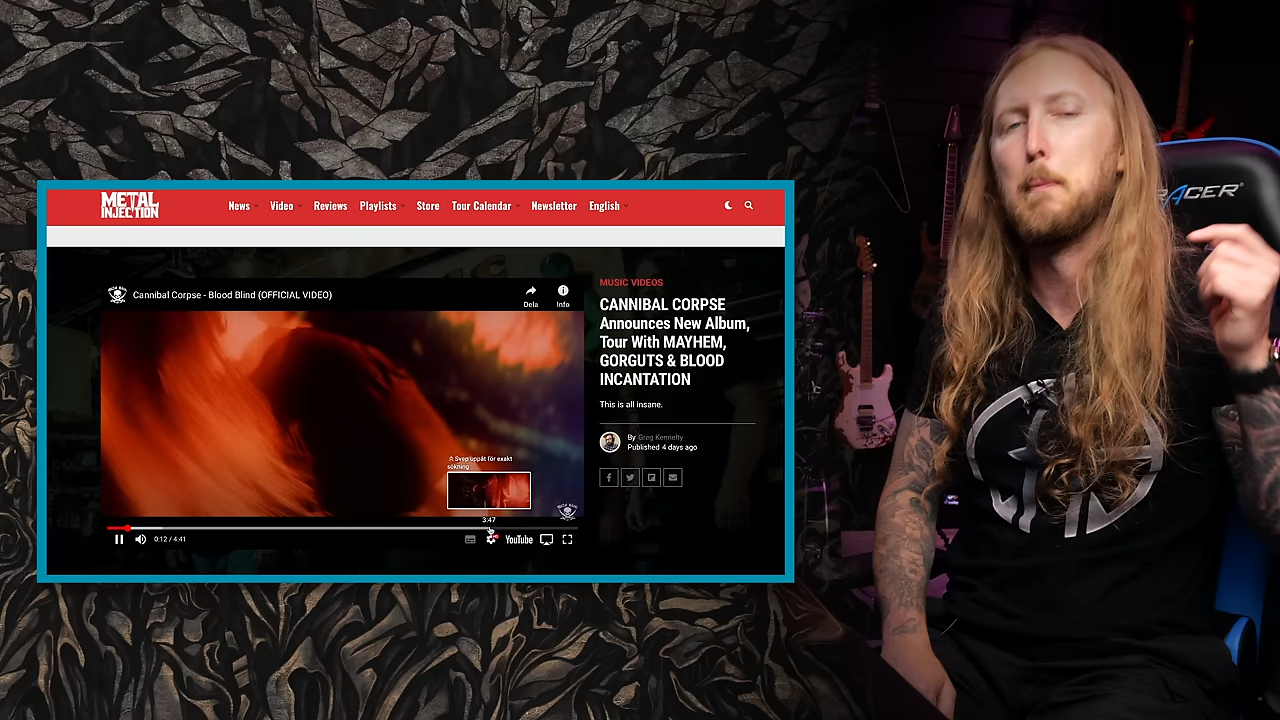 METAL
INJECTION
News Video Reviews Playlists Store Tour Calendar Newsletter English
Cannibal Corpse - Blood Blind (OFFICIAL VIDEO)
Dela
Info
Svep uppåt för exakt
sökning
3:47
0:12 / 4:41
HD
YouTube
MUSIC VIDEOS
CANNIBAL CORPSE
Announces New Album,
Tour With MAYHEM,
GORGUTS & BLOOD
INCANTATION
This is all insane.
By Greg Kennelty
Published 4 days ago
RACER